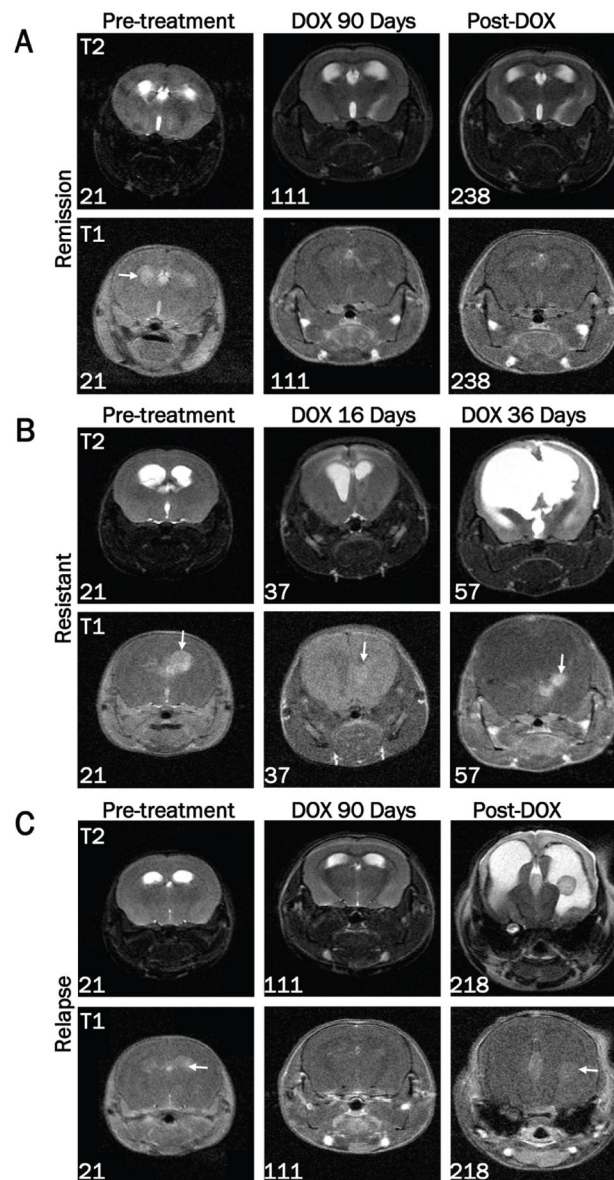 A
Pre-treatment DOX 90 Days Post-DOX
Remission
T2
21 111 238
T1
21 111 238
B
Pre-treatment DOX 16 Days DOX 36 Days
Resistant
T2
21 37 57
T1
21 37 57
C
Pre-treatment DOX 90 Days Post-DOX
Relapse
T2
21 111 218
T1
21 111 218